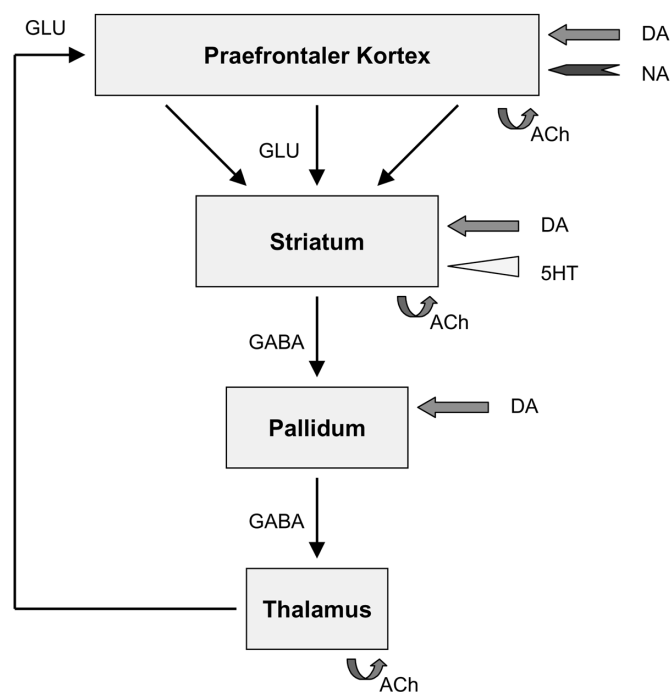 GLU
DA
Praefrontaler Kortex
NA
ACh
GLU
Striatum
DA
5HT
ACh
GABA
DA
Pallidum
GABA
Thalamus
ACh